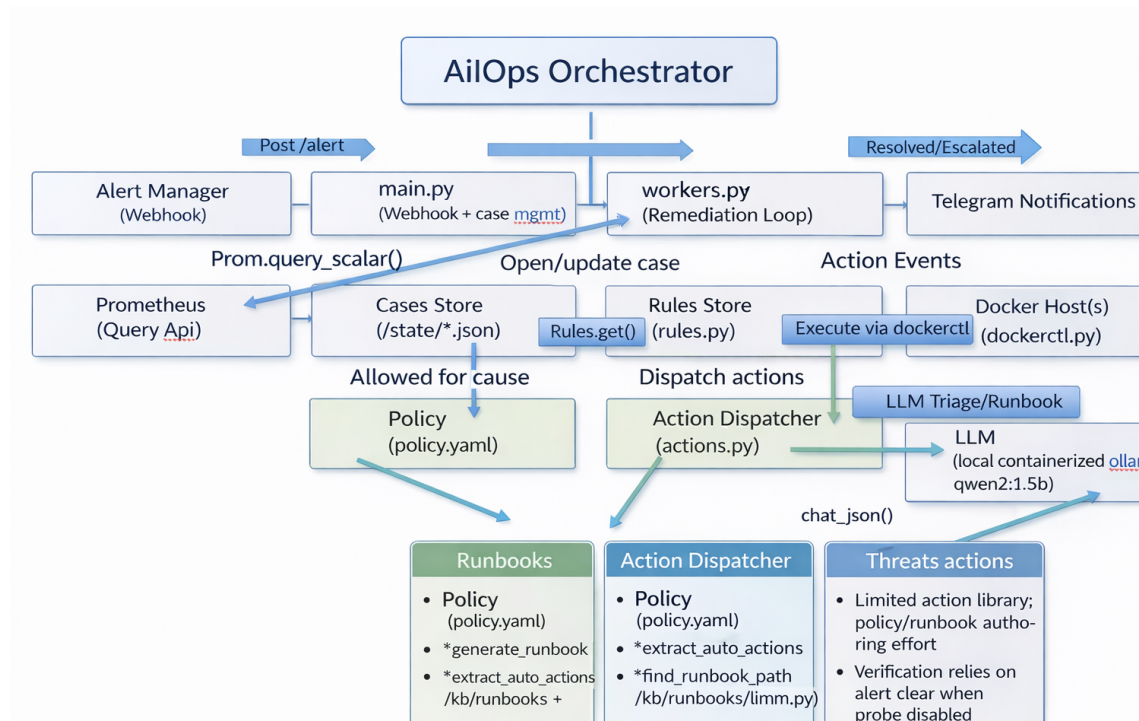 AiIOps Orchestrator
Post /alert
Resolved/Escalated
Alert Manager
(Webhook)
main.py
(Webhook + case mgmt)
workers.py
(Remediation Loop)
Telegram Notifications
Prom.query_scalar()
Open/update case
Action Events
Prometheus
(Query Api)
Cases Store
(/state/*.json)
Rules.get()
Rules Store
(rules.py)
Execute via dockerctl
Docker Host(s)
(dockerctl.py)
Allowed for cause
Dispatch actions
LLM Triage/Runbook
Policy
(policy.yaml)
Action Dispatcher
(actions.py)
LLM
(local containerized ollar
qwen2:1.5b)
chat_json()
Runbooks
• Policy
(policy.yaml)
• *generate_runbook
• *extract_auto_actions
/kb/runbooks +
Action Dispatcher
• Policy
(policy.yaml)
• *extract_auto_actions
• *find_runbook_path
/kb/runbooks/limm.py)
Threats actions
• Limited action library;
policy/runbook autho-
ring effort
• Verification relies on
alert clear when
probe disabled